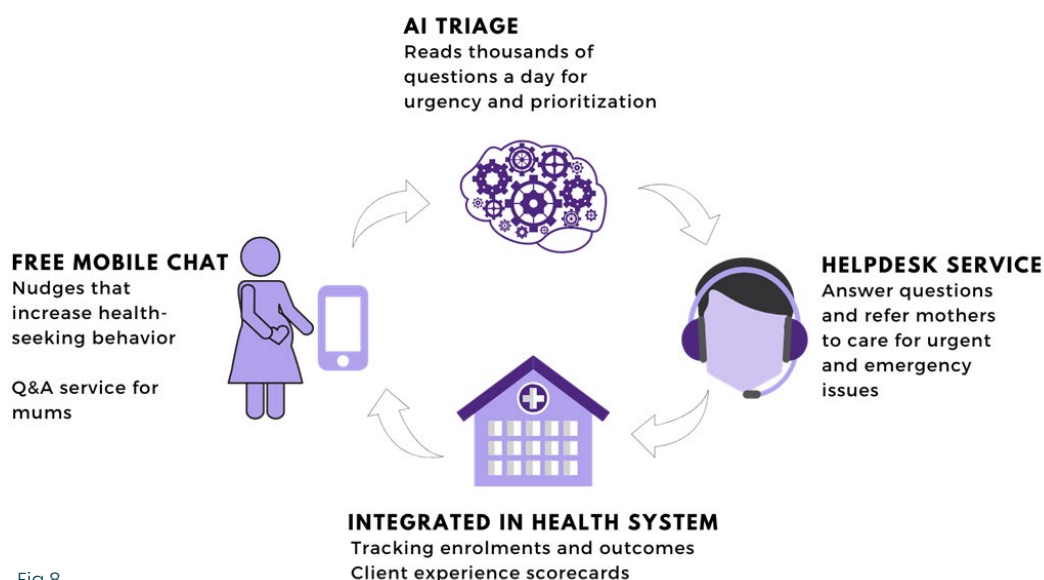 AI TRIAGE
Reads thousands of
questions a day for
urgency and prioritization
FREE MOBILE CHAT
Nudges that
increase health-
seeking behavior
Q&A service for
mums
HELPDESK SERVICE
Answer questions
and refer mothers
to care for urgent
and emergency
issues
INTEGRATED IN HEALTH SYSTEM
Tracking enrolments and outcomes
Client experience scorecards
Fig 8